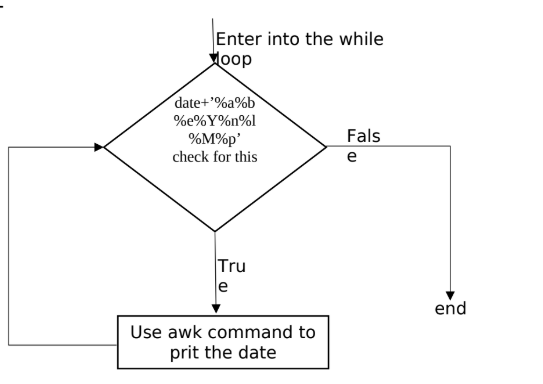 Enter into the while
loop
date+’%a%b
%e%Y%n%l
%M%p’
check for this
Fals
e
Tru
e
end
Use awk command to
prit the date